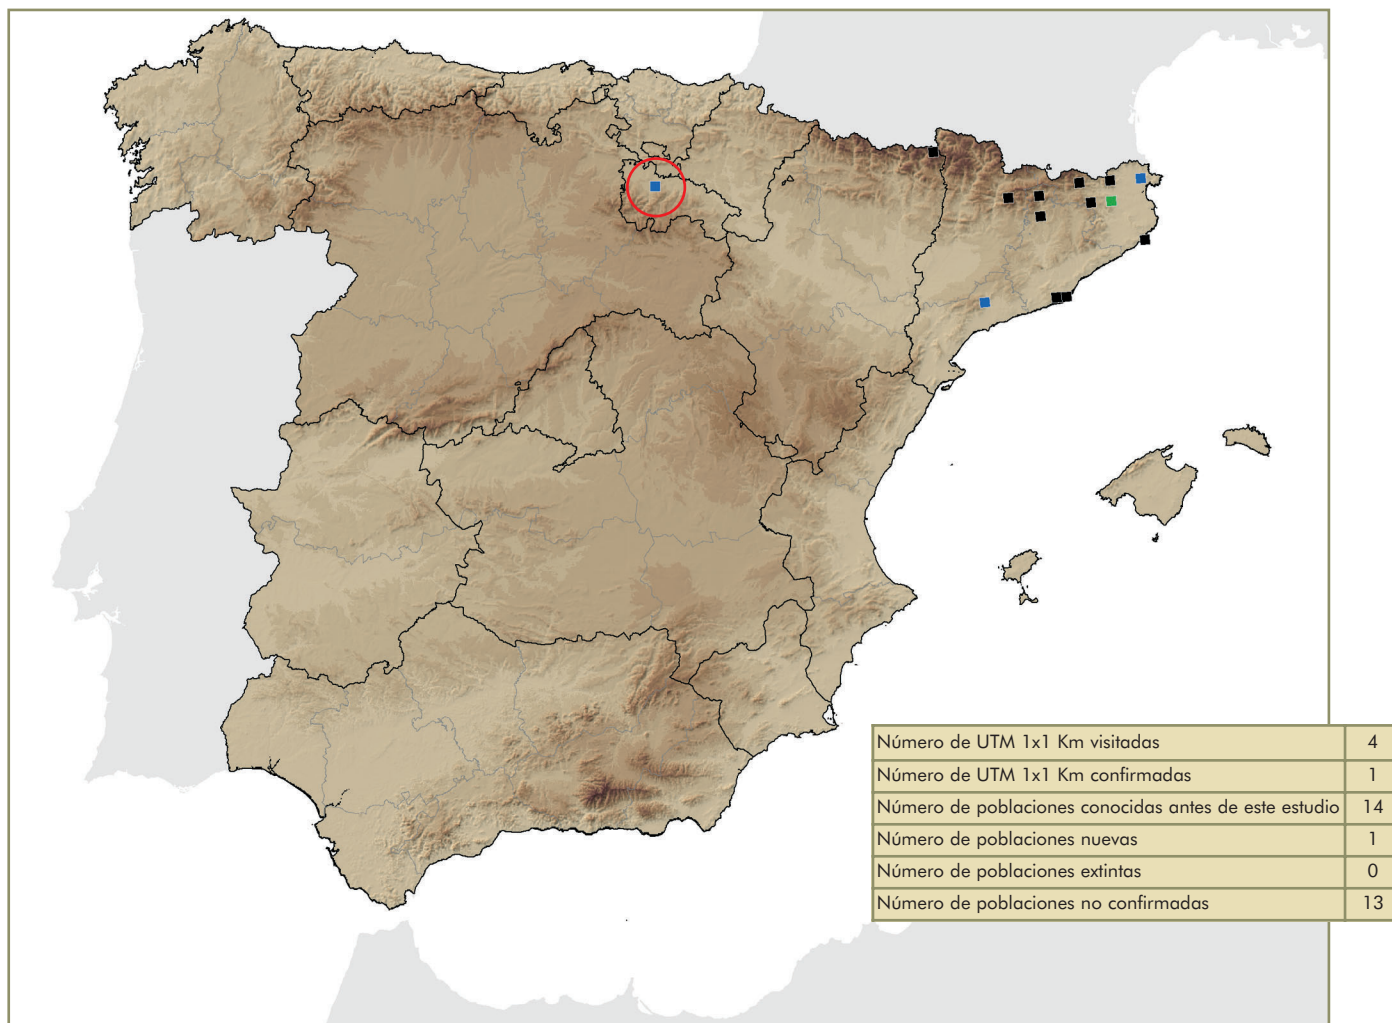 Número de UTM 1x1 Km visitadas 4
Número de UTM 1x1 Km confirmadas 1
Número de poblaciones conocidas antes de este estudio 14
Número de poblaciones nuevas 1
Número de poblaciones extintas 0
Número de poblaciones no confirmadas 13